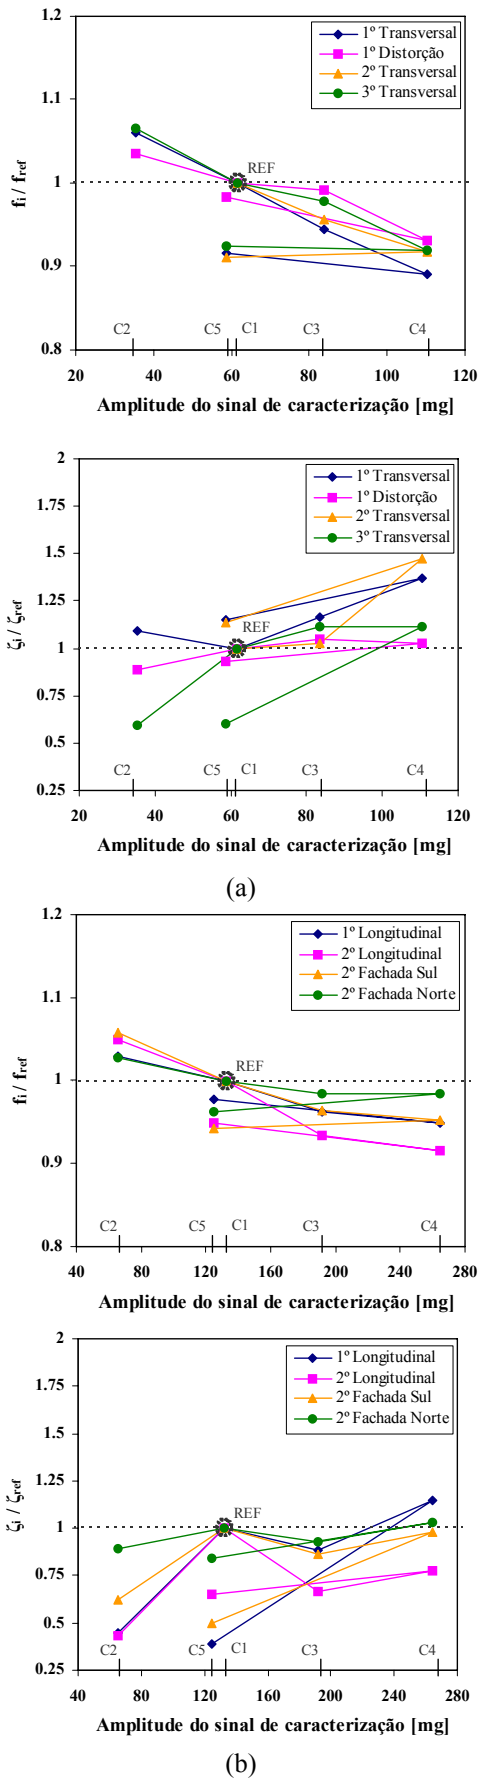 1.2
1º Transversal
1º Distorção
2º Transversal
3º Transversal
1.1
REF
1
fi / fref
0.9
C2 C5 C1 C3 C4
0.8
20 40 60 80 100 120
Amplitude do sinal de caracterização [mg]
2
1º Transversal
1º Distorção
2º Transversal
3º Transversal
1.75
1.5
1.25
REF
1
ζi / ζref
0.75
0.5
C2 C5 C1 C3 C4
0.25
20 40 60 80 100 120
Amplitude do sinal de caracterização [mg]
(a)
1.2
1º Longitudinal
2º Longitudinal
2º Fachada Sul
2º Fachada Norte
1.1
REF
1
fi / fref
0.9
C2 C5 C1 C3 C4
0.8
40 80 120 160 200 240 280
Amplitude do sinal de caracterização [mg]
2
1º Longitudinal
2º Longitudinal
2º Fachada Sul
2º Fachada Norte
1.75
1.5
1.25
REF
1
ζi / ζref
0.75
0.5
C2 C5 C1 C3 C4
0.25
40 80 120 160 200 240 280
Amplitude do sinal de caracterização [mg]
(b)